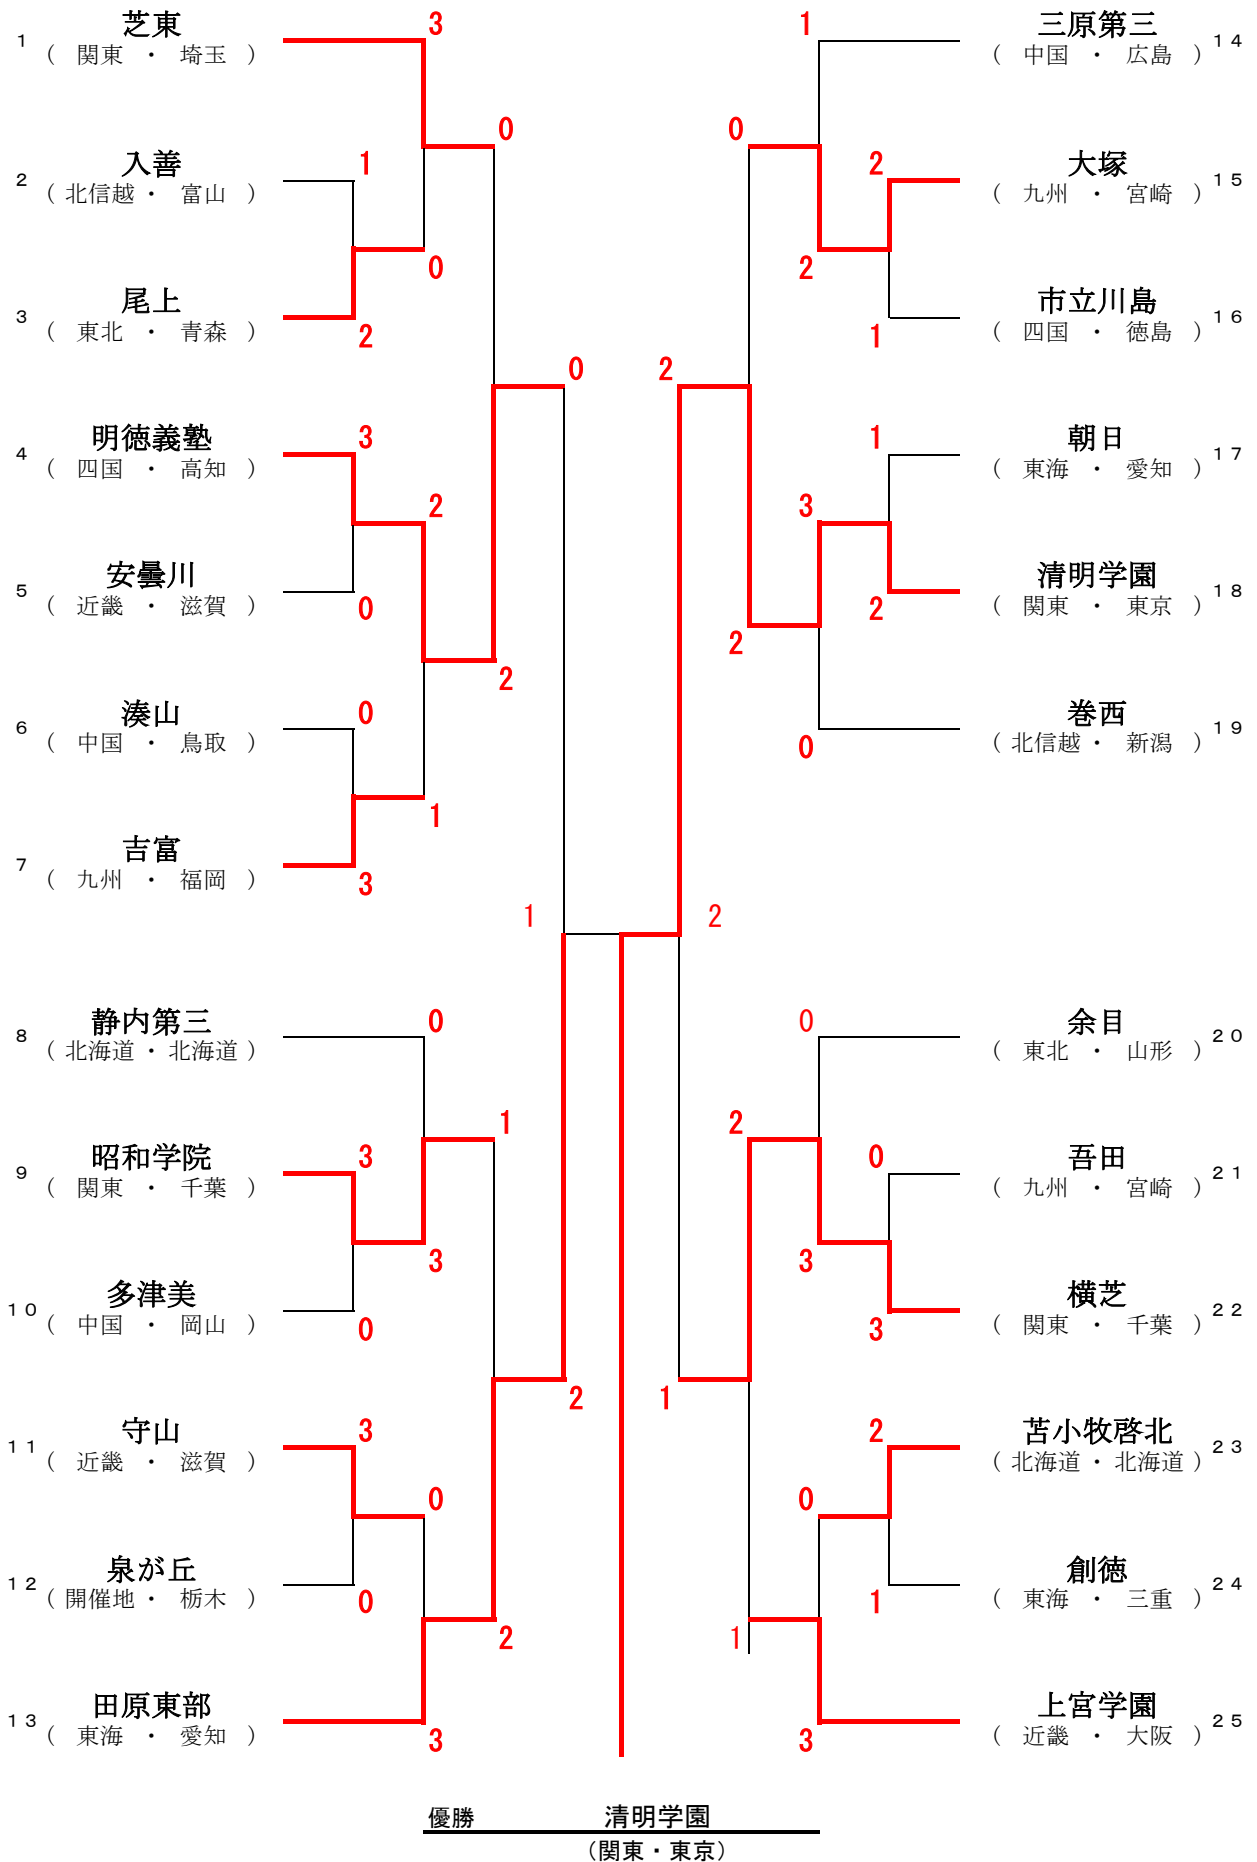 芝東
1 ( 関東 ・ 埼玉 )
3
0
入善
2 ( 北信越 ・ 富山 )
1
尾上
3 ( 東北 ・ 青森 )
0
2
0
明徳義塾
4 ( 四国 ・ 高知 )
3
2
安曇川
5 ( 近畿 ・ 滋賀 )
0
2
湊山
6 ( 中国 ・ 鳥取 )
0
1
吉富
7 ( 九州 ・ 福岡 )
3
1
静内第三
8 ( 北海道 ・ 北海道 )
0
1
昭和学院
9 ( 関東 ・ 千葉 )
3
3
多津美
10 ( 中国 ・ 岡山 )
0
2
守山
11 ( 近畿 ・ 滋賀 )
3
0
泉が丘
12 ( 開催地 ・ 栃木 )
0
2
田原東部
13 ( 東海 ・ 愛知 )
3
1
三原第三
( 中国 ・ 広島 ) 14
0
2
大塚
( 九州 ・ 宮崎 ) 15
2
市立川島
( 四国 ・ 徳島 ) 16
1
2
1
朝日
( 東海 ・ 愛知 ) 17
3
清明学園
( 関東 ・ 東京 ) 18
2
2
巻西
( 北信越 ・ 新潟 ) 19
0
2
0
余目
( 東北 ・ 山形 ) 20
2
0
吾田
( 九州 ・ 宮崎 ) 21
3
横芝
( 関東 ・ 千葉 ) 22
3
1
2
苫小牧啓北
( 北海道 ・ 北海道 ) 23
0
創徳
( 東海 ・ 三重 ) 24
1
1
上宮学園
( 近畿 ・ 大阪 ) 25
3
優勝 清明学園
(関東・東京)